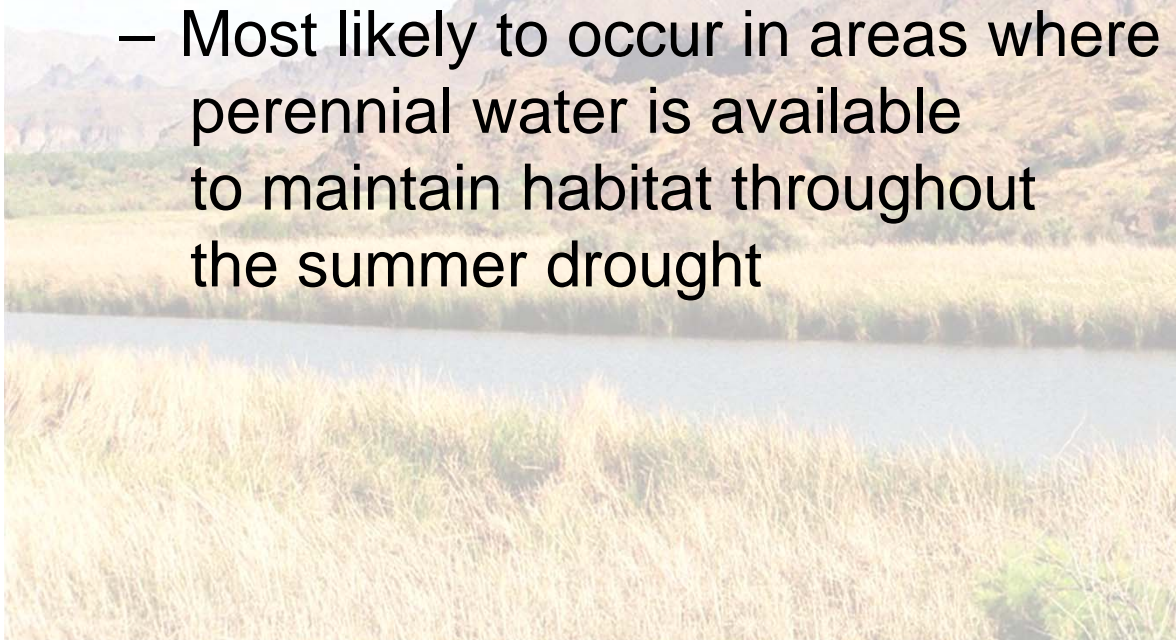 – Most likely to occur in areas where
perennial water is available
to maintain habitat throughout
the summer drought